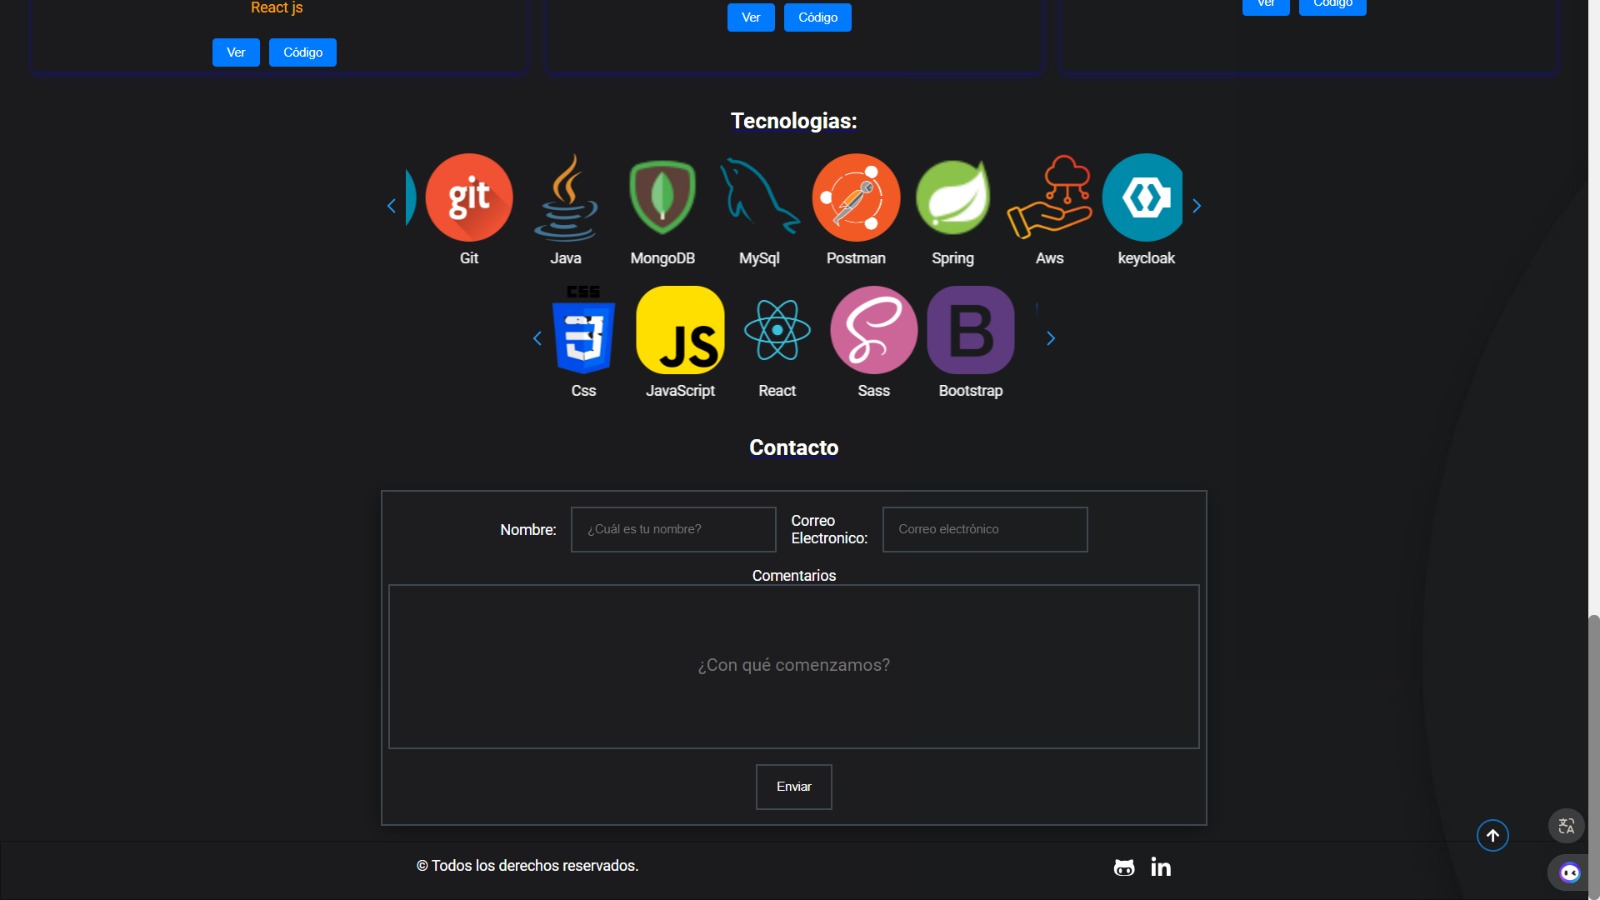 React js
Ver Código
Ver Código
Ver Código
Tecnologias:
git
Git Java MongoDB MySql Postman Spring Aws keycloak
CSS
3 JS S B
Css JavaScript React Sass Bootstrap
Contacto
Nombre: ¿Cuál es tu nombre? Correo Electronico: Correo electrónico
Comentarios
¿Con qué comenzamos?
Enviar
© Todos los derechos reservados. in